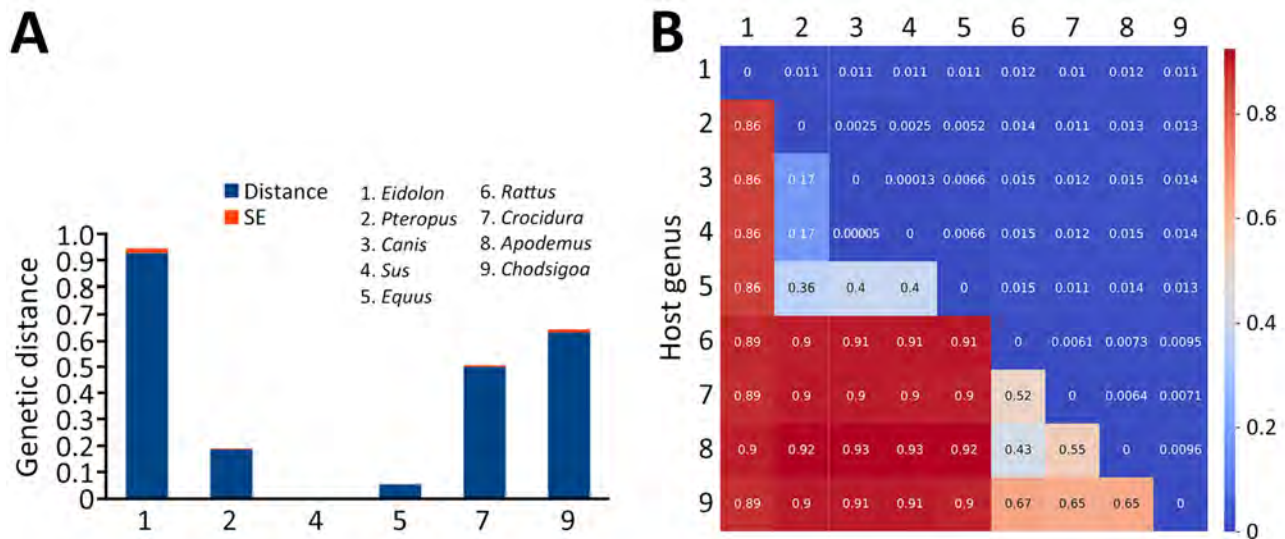 A
Distance
SE
1. Eidolon
2. Pteropus
3. Canis
4. Sus
5. Equus
6. Rattus
7. Crocidura
8. Apodemus
9. Chodsigoa
Genetic distance
1.0
0.9
0.8
0.7
0.6
0.5
0.4
0.3
0.2
0.1
0
1 2 4 5 7 9
B
1 2 3 4 5 6 7 8 9
Host genus
1 0 0.011 0.011 0.011 0.011 0.012 0.01 0.012 0.011
2 0.86 0 0.0025 0.0025 0.0052 0.014 0.011 0.013 0.013
3 0.86 0.17 0 0.00013 0.0066 0.015 0.012 0.015 0.014
4 0.86 0.17 0.00005 0 0.0066 0.015 0.012 0.015 0.014
5 0.86 0.36 0.4 0.4 0 0.015 0.011 0.014 0.013
6 0.89 0.9 0.91 0.91 0.91 0 0.0061 0.0073 0.0095
7 0.89 0.9 0.9 0.9 0.9 0.52 0 0.0064 0.0071
8 0.9 0.92 0.93 0.93 0.92 0.43 0.55 0 0.0096
9 0.89 0.9 0.91 0.91 0.9 0.67 0.65 0.65 0
0.8
0.6
0.4
0.2
0